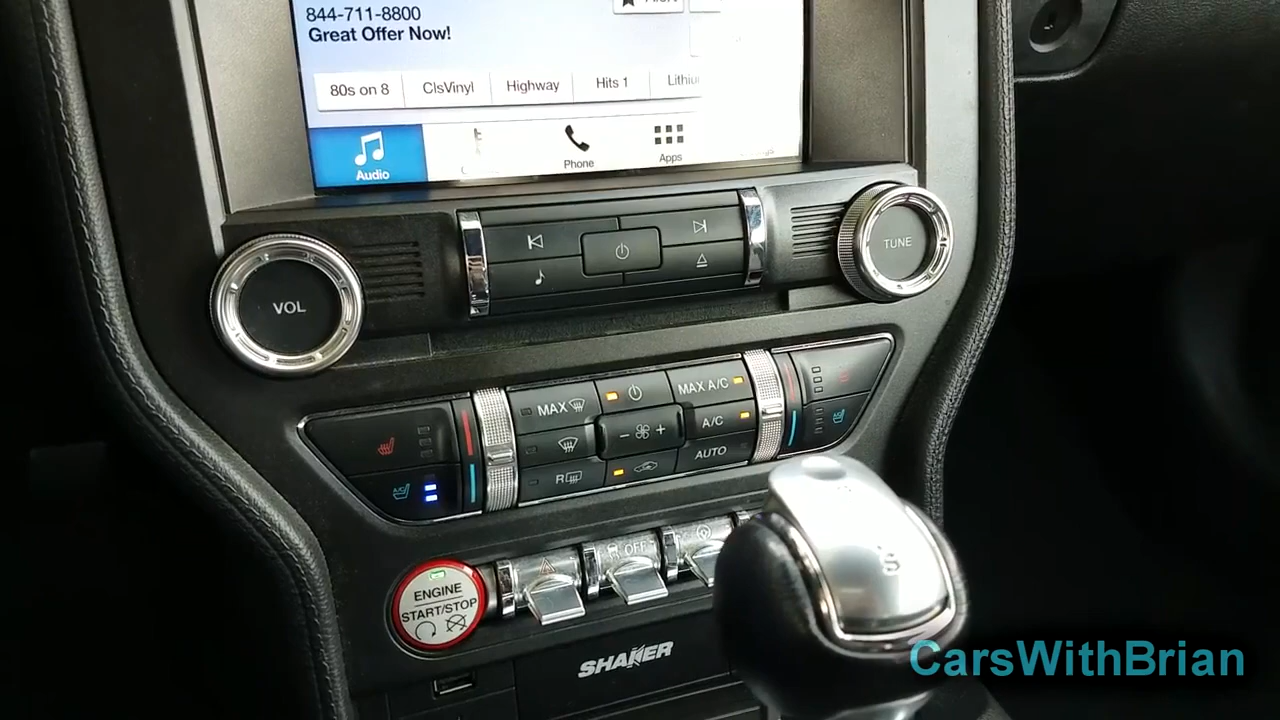 844-711-8800
Great Offer Now!
80s on 8
ClsVinyl
Highway
Hits 1
Audio
Phone
Apps
VOL
TUNE
MAX
MAX A/C
A/C
AUTO
R
A/C
A/C
OFF
ENGINE
START/STOP
SHAKER
S
CarsWithBrian